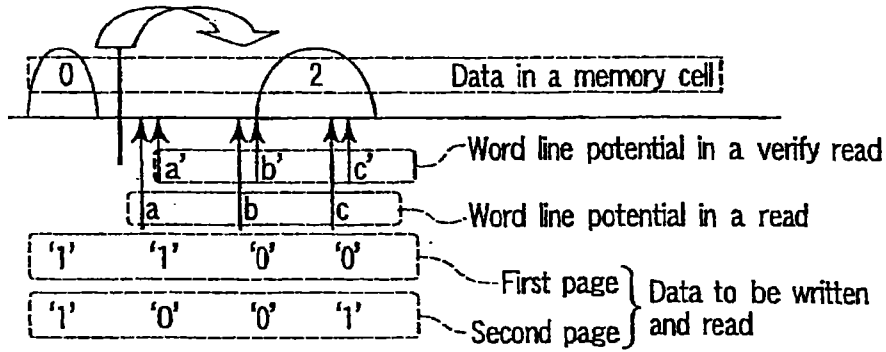 0 2 Data in a memory cell
a' b' c' Word line potential in a verify read
a b c Word line potential in a read
'1' '1' '0' '0' First page
'1' '0' '0' '1' Second page
Data to be written
and read